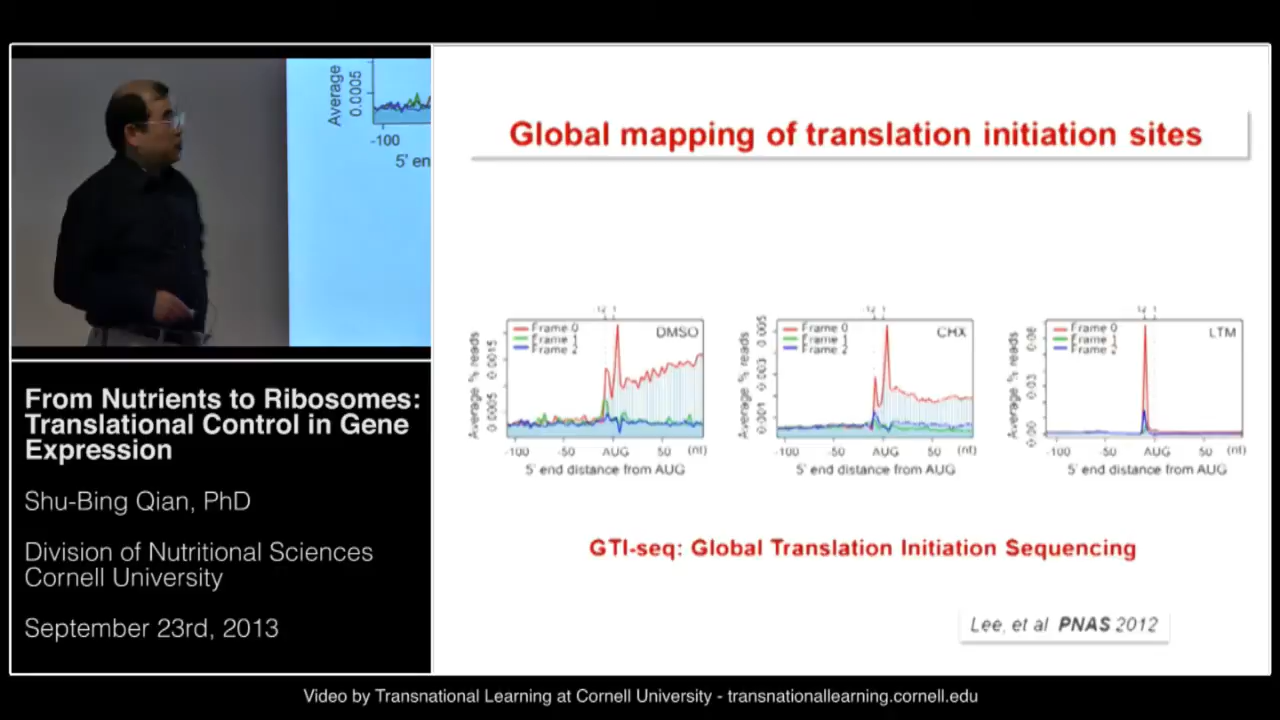 Average
0.0005
-100
5' en
From Nutrients to Ribosomes:
Translational Control in Gene
Expression
Shu-Bing Qian, PhD
Division of Nutritional Sciences
Cornell University
September 23rd, 2013
Global mapping of translation initiation sites
Average % reads
0.0005 0.0015
Frame 0
Frame 1
Frame 2
DMSO
-12
-100 -50 AUG 50 (nt)
5' end distance from AUG
Average % reads
0.001 0.003 0.005
Frame 0
Frame 1
Frame 2
CHX
-12
-100 -50 AUG 50 (nt)
5' end distance from AUG
Average % reads
0.00 0.03 0.06
Frame 0
Frame 1
Frame 2
LTM
-12
-100 -50 AUG 50 (nt)
5' end distance from AUG
GTI-seq: Global Translation Initiation Sequencing
Lee, et al PNAS 2012
Video by Transnational Learning at Cornell University - transnationallearning.cornell.edu